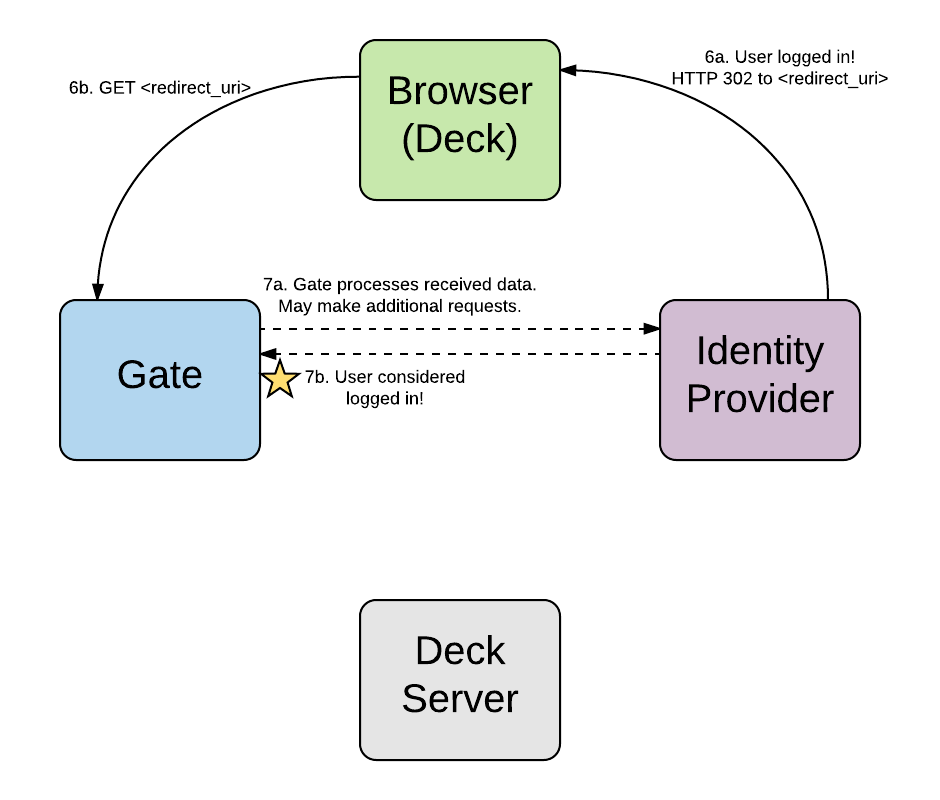 6a. User logged in!
HTTP 302 to <redirect_uri>
Browser
(Deck)
6b. GET <redirect_uri>
7a. Gate processes received data.
May make additional requests.
Gate
Identity
Provider
7b. User considered
logged in!
Deck
Server